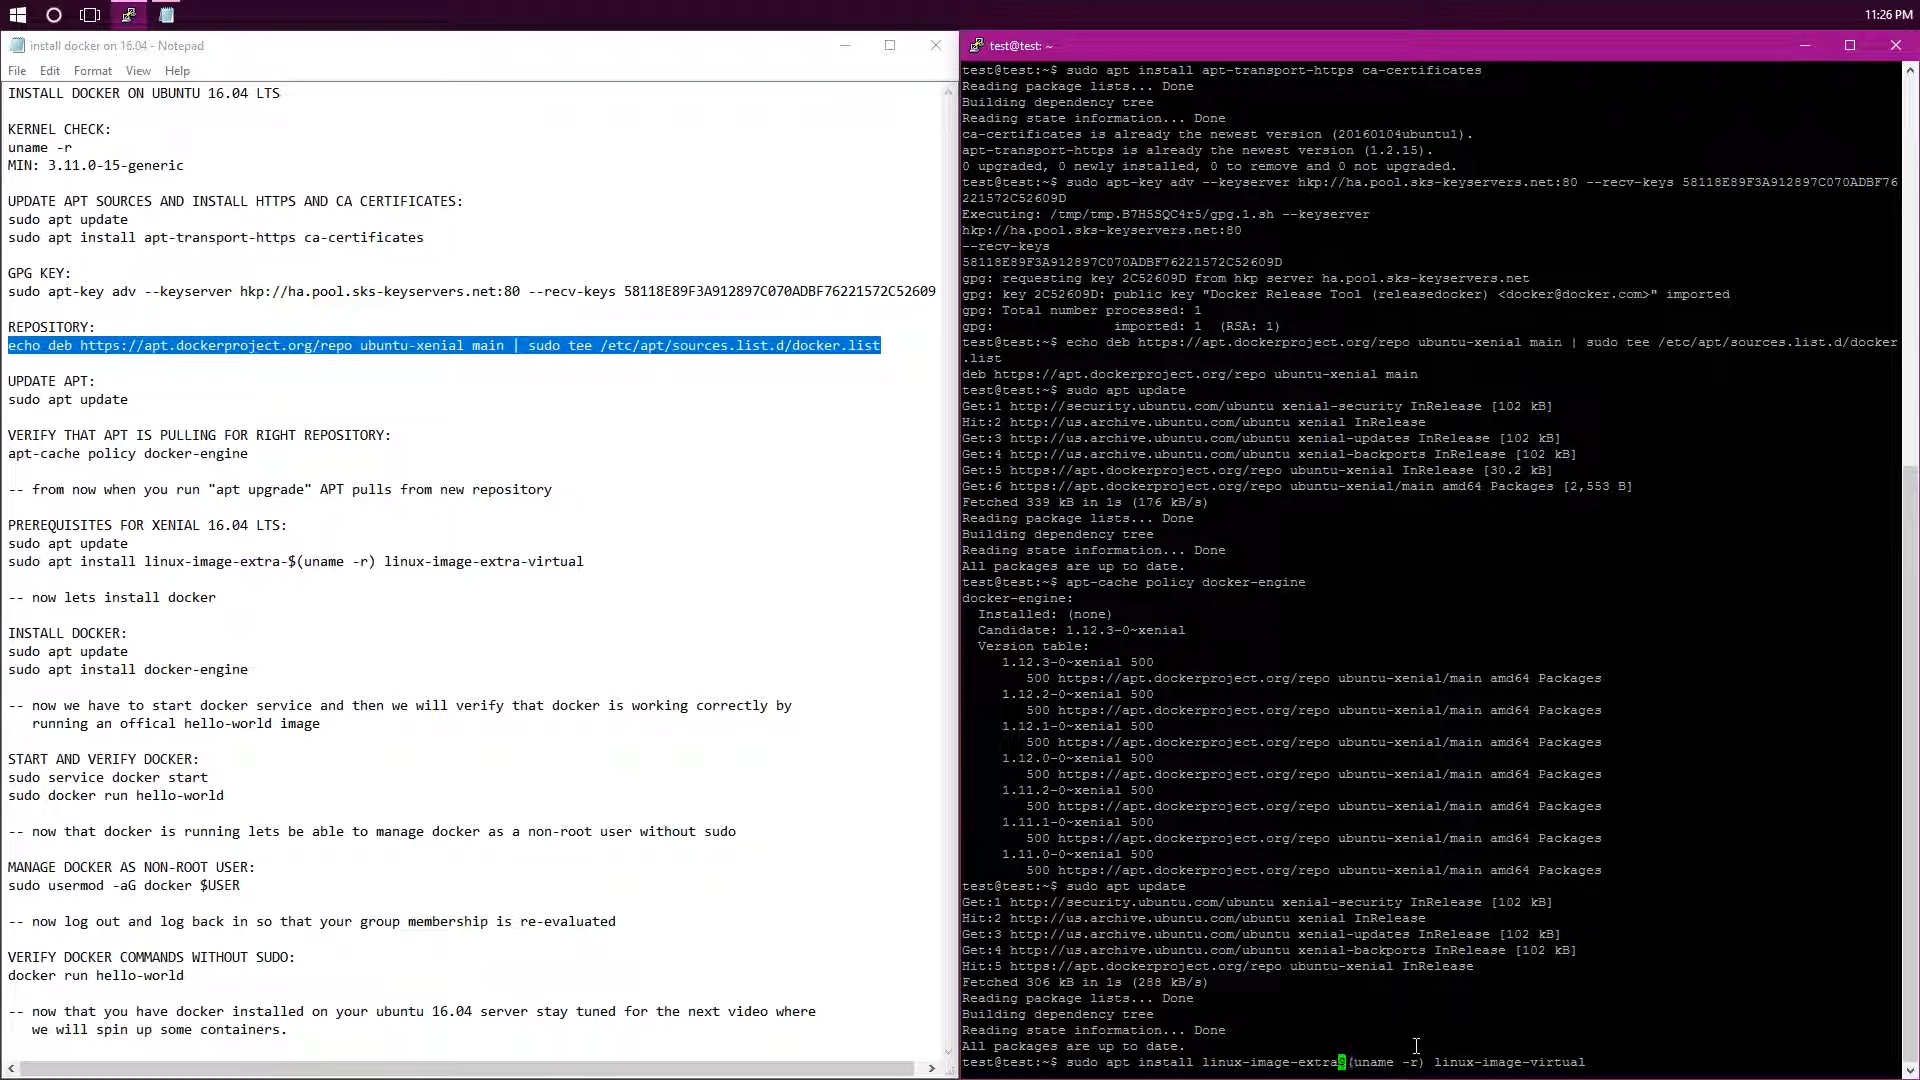 11:26 PM
install docker on 16.04 - Notepad
File Edit Format View Help
INSTALL DOCKER ON UBUNTU 16.04 LTS
KERNEL CHECK:
uname -r
MIN: 3.11.0-15-generic
UPDATE APT SOURCES AND INSTALL HTTPS AND CA CERTIFICATES:
sudo apt update
sudo apt install apt-transport-https ca-certificates
GPG KEY:
sudo apt-key adv --keyserver hkp://ha.pool.sks-keyservers.net:80 --recv-keys 58118E89F3A912897C070ADBF76221572C52609
REPOSITORY:
echo deb https://apt.dockerproject.org/repo ubuntu-xenial main | sudo tee /etc/apt/sources.list.d/docker.list
UPDATE APT:
sudo apt update
VERIFY THAT APT IS PULLING FOR RIGHT REPOSITORY:
apt-cache policy docker-engine
-- from now when you run "apt upgrade" APT pulls from new repository
PREREQUISITES FOR XENIAL 16.04 LTS:
sudo apt update
sudo apt install linux-image-extra-$(uname -r) linux-image-extra-virtual
-- now lets install docker
INSTALL DOCKER:
sudo apt update
sudo apt install docker-engine
-- now we have to start docker service and then we will verify that docker is working correctly by
running an offical hello-world image
START AND VERIFY DOCKER:
sudo service docker start
sudo docker run hello-world
-- now that docker is running lets be able to manage docker as a non-root user without sudo
MANAGE DOCKER AS NON-ROOT USER:
sudo usermod -aG docker $USER
-- now log out and log back in so that your group membership is re-evaluated
VERIFY DOCKER COMMANDS WITHOUT SUDO:
docker run hello-world
-- now that you have docker installed on your ubuntu 16.04 server stay tuned for the next video where
we will spin up some containers.
test@test: ~
test@test:~$ sudo apt install apt-transport-https ca-certificates
Reading package lists... Done
Building dependency tree
Reading state information... Done
ca-certificates is already the newest version (20160104ubuntu1).
apt-transport-https is already the newest version (1.2.15).
0 upgraded, 0 newly installed, 0 to remove and 0 not upgraded.
test@test:~$ sudo apt-key adv --keyserver hkp://ha.pool.sks-keyservers.net:80 --recv-keys 58118E89F3A912897C070ADBF76
221572C52609D
Executing: /tmp/tmp.B7H5SQC4r5/gpg.1.sh --keyserver
hkp://ha.pool.sks-keyservers.net:80
--recv-keys
58118E89F3A912897C070ADBF76221572C52609D
gpg: requesting key 2C52609D from hkp server ha.pool.sks-keyservers.net
gpg: key 2C52609D: public key "Docker Release Tool (releasedocker) <docker@docker.com>" imported
gpg: Total number processed: 1
gpg: imported: 1 (RSA: 1)
test@test:~$ echo deb https://apt.dockerproject.org/repo ubuntu-xenial main | sudo tee /etc/apt/sources.list.d/docker
.list
deb https://apt.dockerproject.org/repo ubuntu-xenial main
test@test:~$ sudo apt update
Get:1 http://security.ubuntu.com/ubuntu xenial-security InRelease [102 kB]
Hit:2 http://us.archive.ubuntu.com/ubuntu xenial InRelease
Get:3 http://us.archive.ubuntu.com/ubuntu xenial-updates InRelease [102 kB]
Get:4 http://us.archive.ubuntu.com/ubuntu xenial-backports InRelease [102 kB]
Get:5 https://apt.dockerproject.org/repo ubuntu-xenial InRelease [30.2 kB]
Get:6 https://apt.dockerproject.org/repo ubuntu-xenial/main amd64 Packages [2,553 B]
Fetched 339 kB in 1s (176 kB/s)
Reading package lists... Done
Building dependency tree
Reading state information... Done
All packages are up to date.
test@test:~$ apt-cache policy docker-engine
docker-engine:
Installed: (none)
Candidate: 1.12.3-0~xenial
Version table:
1.12.3-0~xenial 500
500 https://apt.dockerproject.org/repo ubuntu-xenial/main amd64 Packages
1.12.2-0~xenial 500
500 https://apt.dockerproject.org/repo ubuntu-xenial/main amd64 Packages
1.12.1-0~xenial 500
500 https://apt.dockerproject.org/repo ubuntu-xenial/main amd64 Packages
1.12.0-0~xenial 500
500 https://apt.dockerproject.org/repo ubuntu-xenial/main amd64 Packages
1.11.2-0~xenial 500
500 https://apt.dockerproject.org/repo ubuntu-xenial/main amd64 Packages
1.11.1-0~xenial 500
500 https://apt.dockerproject.org/repo ubuntu-xenial/main amd64 Packages
1.11.0-0~xenial 500
500 https://apt.dockerproject.org/repo ubuntu-xenial/main amd64 Packages
test@test:~$ sudo apt update
Get:1 http://security.ubuntu.com/ubuntu xenial-security InRelease [102 kB]
Hit:2 http://us.archive.ubuntu.com/ubuntu xenial InRelease
Get:3 http://us.archive.ubuntu.com/ubuntu xenial-updates InRelease [102 kB]
Get:4 http://us.archive.ubuntu.com/ubuntu xenial-backports InRelease [102 kB]
Hit:5 https://apt.dockerproject.org/repo ubuntu-xenial InRelease
Fetched 306 kB in 1s (288 kB/s)
Reading package lists... Done
Building dependency tree
Reading state information... Done
All packages are up to date.
test@test:~$ sudo apt install linux-image-extra$(uname -r) linux-image-virtual